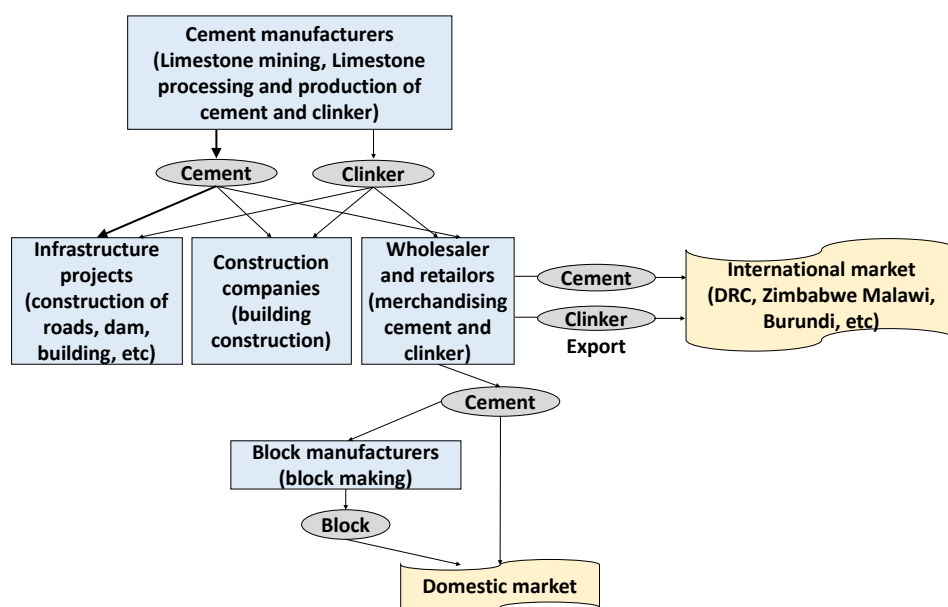 Cement manufacturers
(Limestone mining, Limestone
processing and production of
cement and clinker)
Cement
Clinker
Infrastructure
projects
(construction of
roads, dam,
building, etc)
Construction
companies
(building
construction)
Wholesaler
and retailors
(merchandising
cement and
clinker)
Cement
Clinker
Export
International market
(DRC, Zimbabwe Malawi,
Burundi, etc)
Cement
Block manufacturers
(block making)
Block
Domestic market